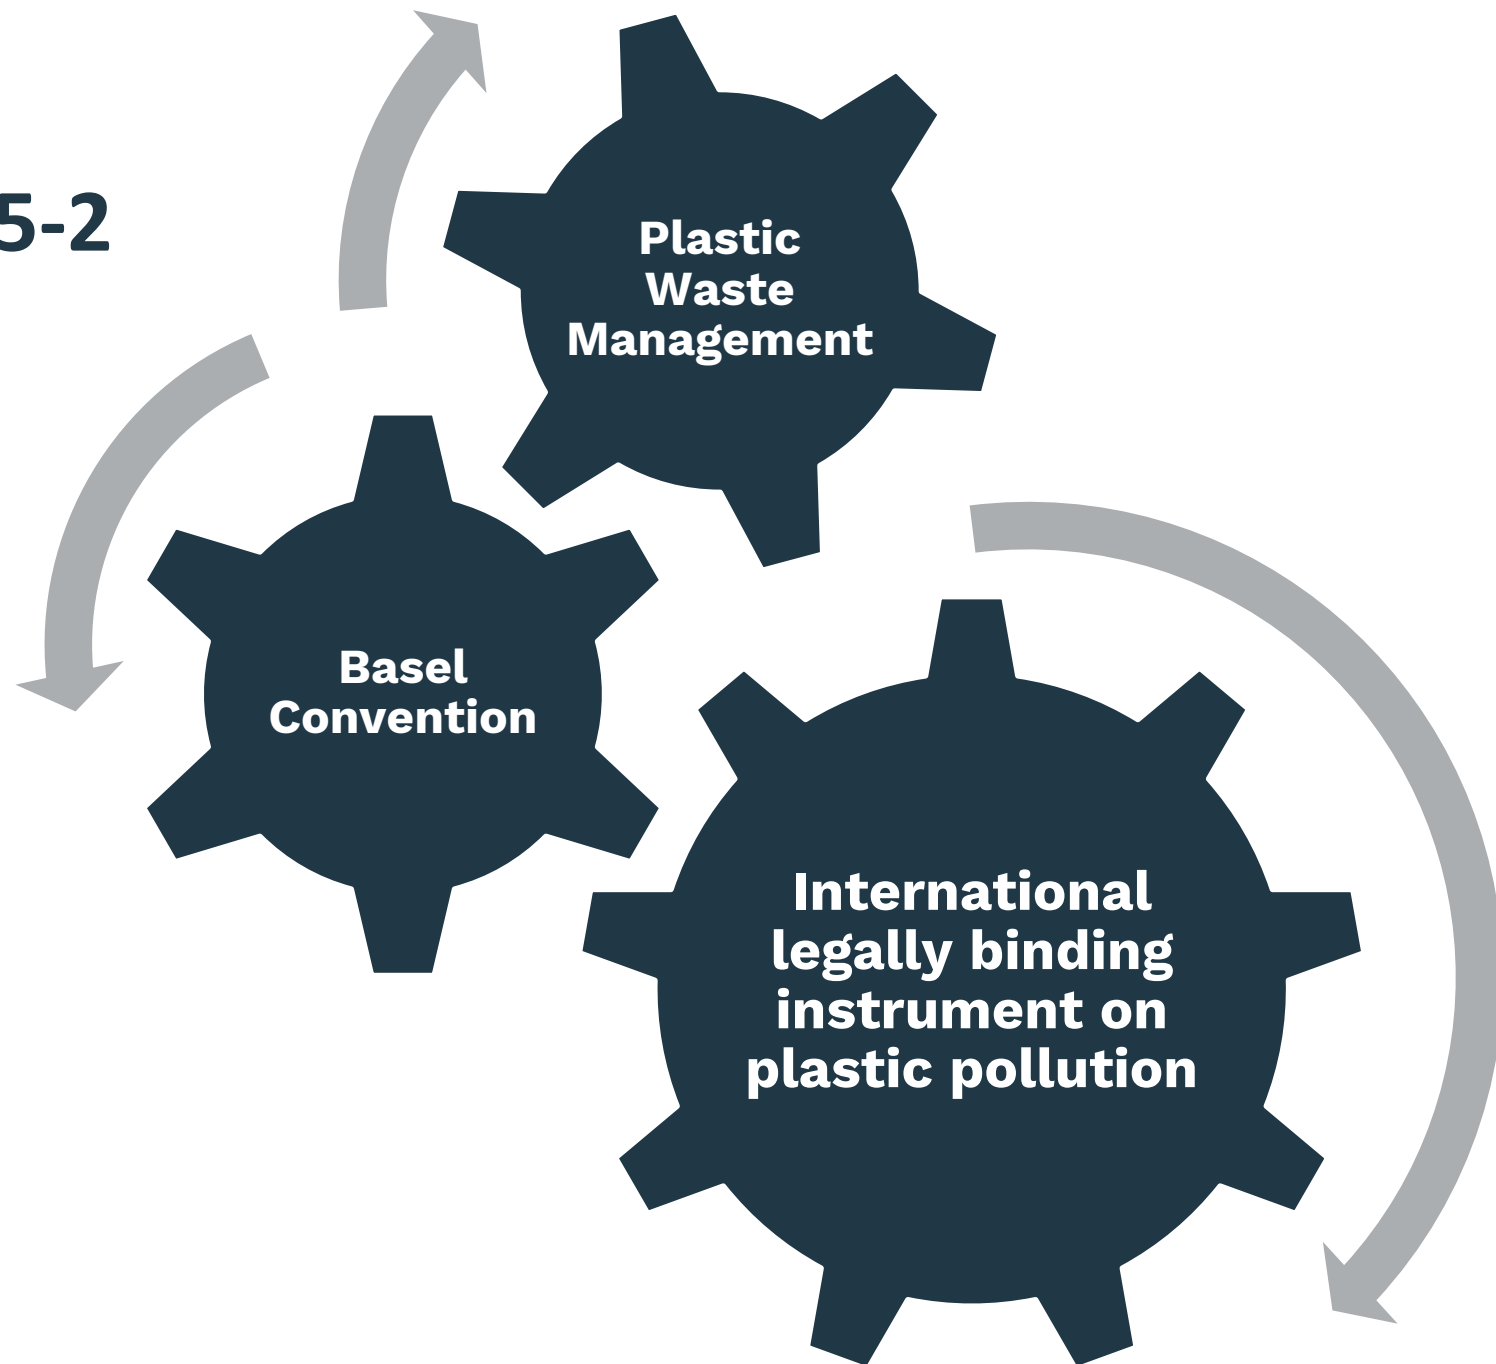 5-2
Plastic
Waste
Management
Basel
Convention
International
legally binding
instrument on
plastic pollution